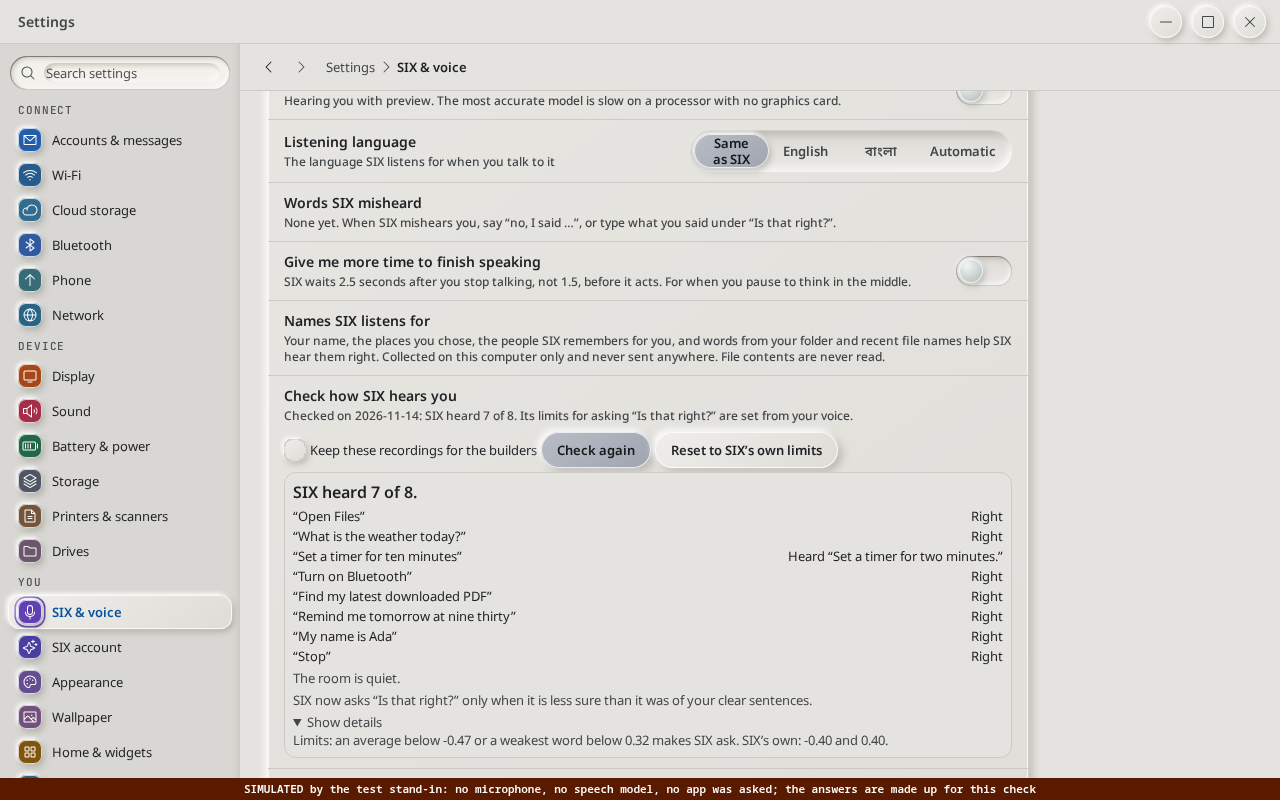 Settings
Search settings
Settings
SIX & voice
CONNECT
Accounts & messages
Wi-Fi
Cloud storage
Bluetooth
Phone
Network
DEVICE
Display
Sound
Battery & power
Storage
Printers & scanners
Drives
YOU
SIX & voice
SIX account
Appearance
Wallpaper
Home & widgets
Hearing you with preview. The most accurate model is slow on a processor with no graphics card.
Listening language
The language SIX listens for when you talk to it
Same
as SIX
English
বাংলা
Automatic
Words SIX misheard
None yet. When SIX mishears you, say “no, I said …”, or type what you said under “Is that right?”.
Give me more time to finish speaking
SIX waits 2.5 seconds after you stop talking, not 1.5, before it acts. For when you pause to think in the middle.
Names SIX listens for
Your name, the places you chose, the people SIX remembers for you, and words from your folder and recent file names help SIX
hear them right. Collected on this computer only and never sent anywhere. File contents are never read.
Check how SIX hears you
Checked on 2026-11-14: SIX heard 7 of 8. Its limits for asking “Is that right?” are set from your voice.
Keep these recordings for the builders
Check again
Reset to SIX’s own limits
SIX heard 7 of 8.
“Open Files” Right
“What is the weather today?” Right
“Set a timer for ten minutes” Heard “Set a timer for two minutes.”
“Turn on Bluetooth” Right
“Find my latest downloaded PDF” Right
“Remind me tomorrow at nine thirty” Right
“My name is Ada” Right
“Stop” Right
The room is quiet.
SIX now asks “Is that right?” only when it is less sure than it was of your clear sentences.
▼ Show details
Limits: an average below -0.47 or a weakest word below 0.32 makes SIX ask. SIX’s own: -0.40 and 0.40.
SIMULATED by the test stand-in: no microphone, no speech model, no app was asked; the answers are made up for this check